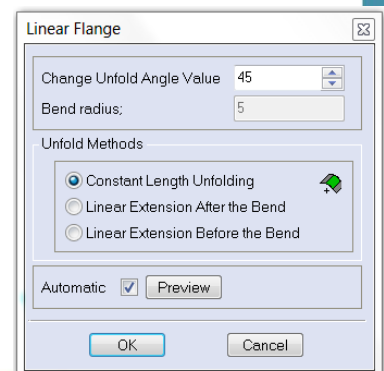 Linear Flange
Change Unfold Angle Value 45
Bend radius; 5
Unfold Methods
Constant Length Unfolding
Linear Extension After the Bend
Linear Extension Before the Bend
Automatic Preview
OK Cancel